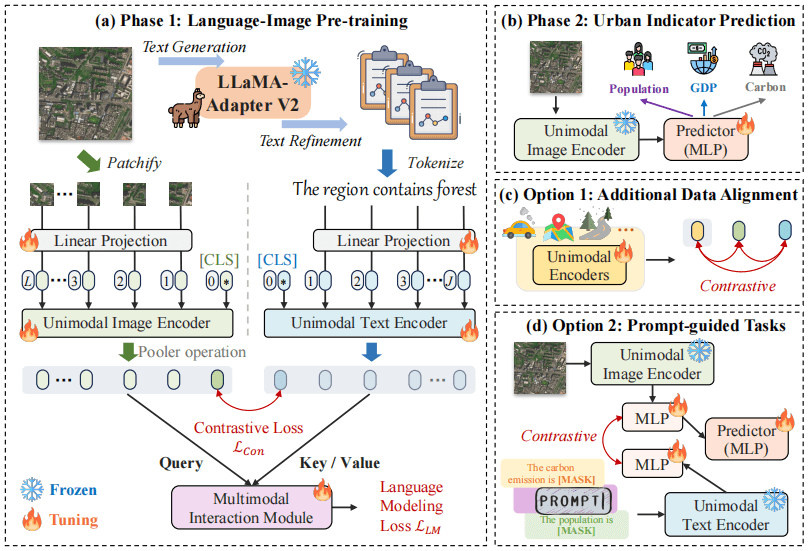 (a) Phase 1: Language-Image Pre-training
Text Generation
LLaMA-
Adapter V2
Text Refinement
Patchify
Tokenize
The region contains forest
Linear Projection
Linear Projection
[CLS]
[CLS]
L ... 3 2 1 0 *
0 * 1 2 3 ... J
Unimodal Image Encoder
Unimodal Text Encoder
Pooler operation
Contrastive Loss
ℒCon
Query
Key / Value
Frozen
Tuning
Multimodal
Interaction Module
Language
Modeling
Loss ℒLM
(b) Phase 2: Urban Indicator Prediction
Population
GDP
Carbon
CO2
Unimodal
Image Encoder
Predictor
(MLP)
(c) Option 1: Additional Data Alignment
Unimodal
Encoders
Contrastive
(d) Option 2: Prompt-guided Tasks
Unimodal
Image Encoder
MLP
Predictor
(MLP)
Contrastive
MLP
The carbon
emission is [MASK]
PROMPT
The population is
[MASK]
Unimodal
Text Encoder